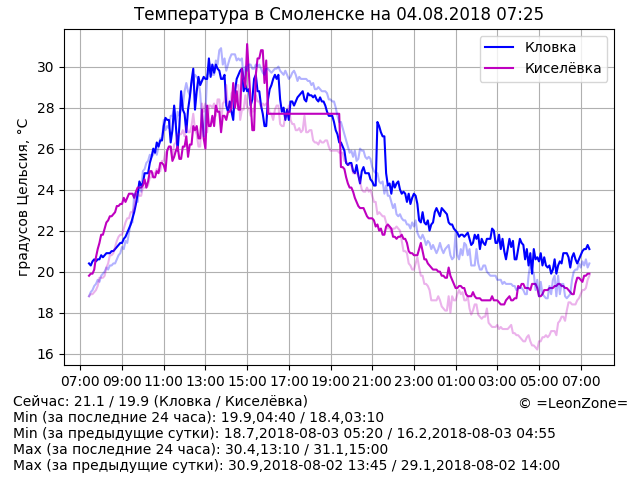 Температура в Смоленске на 04.08.2018 07:25
Кловка
Киселёвка
градусов Цельсия, °C
30
28
26
24
22
20
18
16
07:00 09:00 11:00 13:00 15:00 17:00 19:00 21:00 23:00 01:00 03:00 05:00 07:00
Сейчас: 21.1 / 19.9 (Кловка / Киселёвка)
© =LeonZone=
Min (за последние 24 часа): 19.9,04:40 / 18.4,03:10
Min (за предыдущие сутки): 18.7,2018-08-03 05:20 / 16.2,2018-08-03 04:55
Max (за последние 24 часа): 30.4,13:10 / 31.1,15:00
Max (за предыдущие сутки): 30.9,2018-08-02 13:45 / 29.1,2018-08-02 14:00